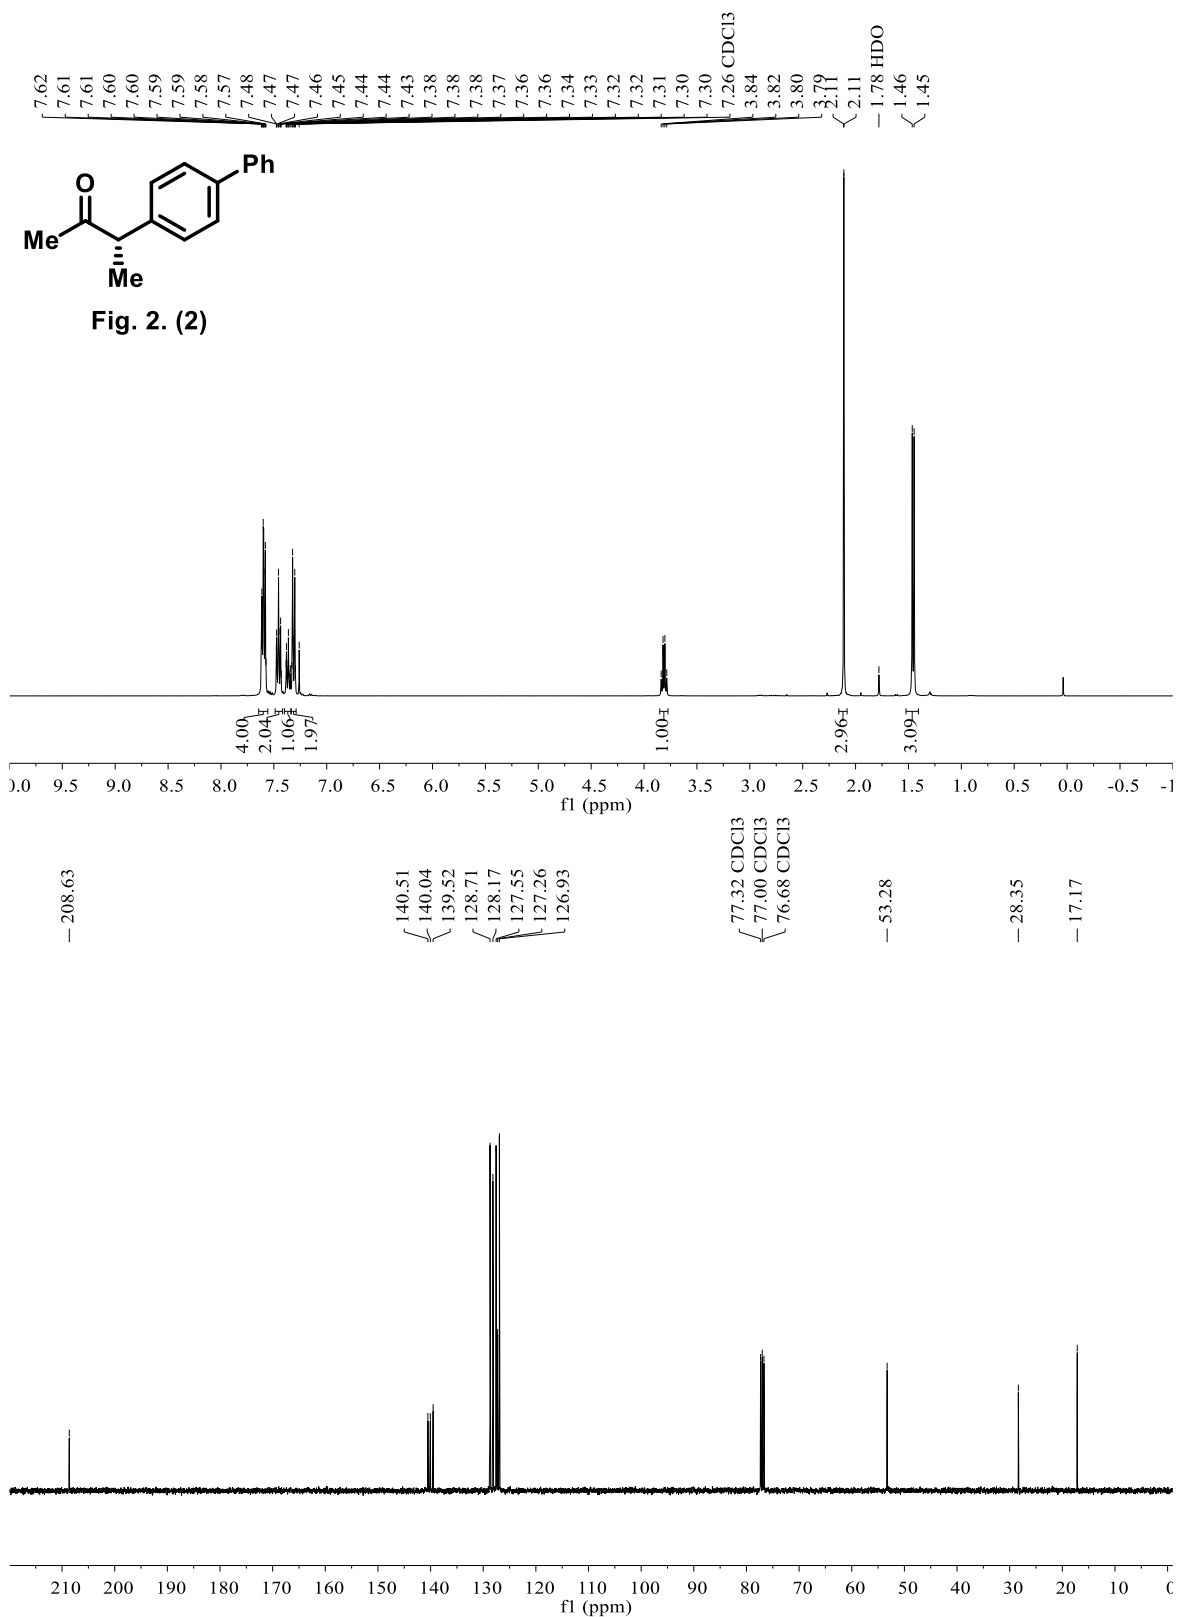 7.62 7.61 7.61 7.60 7.60 7.59 7.59 7.58 7.57 7.48 7.47 7.47 7.46 7.45 7.44 7.44 7.43 7.38 7.38 7.38 7.37 7.36 7.36 7.34 7.33 7.32 7.32 7.31 7.30 7.30 7.26 CDCl3 3.84 3.82 3.80 3.79 2.11 2.11 1.78 HDO 1.46 1.45
Ph
O
Me
Me
Fig. 2. (2)
4.00 2.04 1.06 1.97 1.00 2.96 3.09
0.0 9.5 9.0 8.5 8.0 7.5 7.0 6.5 6.0 5.5 5.0 4.5 4.0 3.5 3.0 2.5 2.0 1.5 1.0 0.5 0.0 -0.5 -1
f1 (ppm)
208.63 140.51 140.04 139.52 128.71 128.17 127.55 127.26 126.93 77.32 CDCl3 77.00 CDCl3 76.68 CDCl3 53.28 28.35 17.17
210 200 190 180 170 160 150 140 130 120 110 100 90 80 70 60 50 40 30 20 10 0
f1 (ppm)